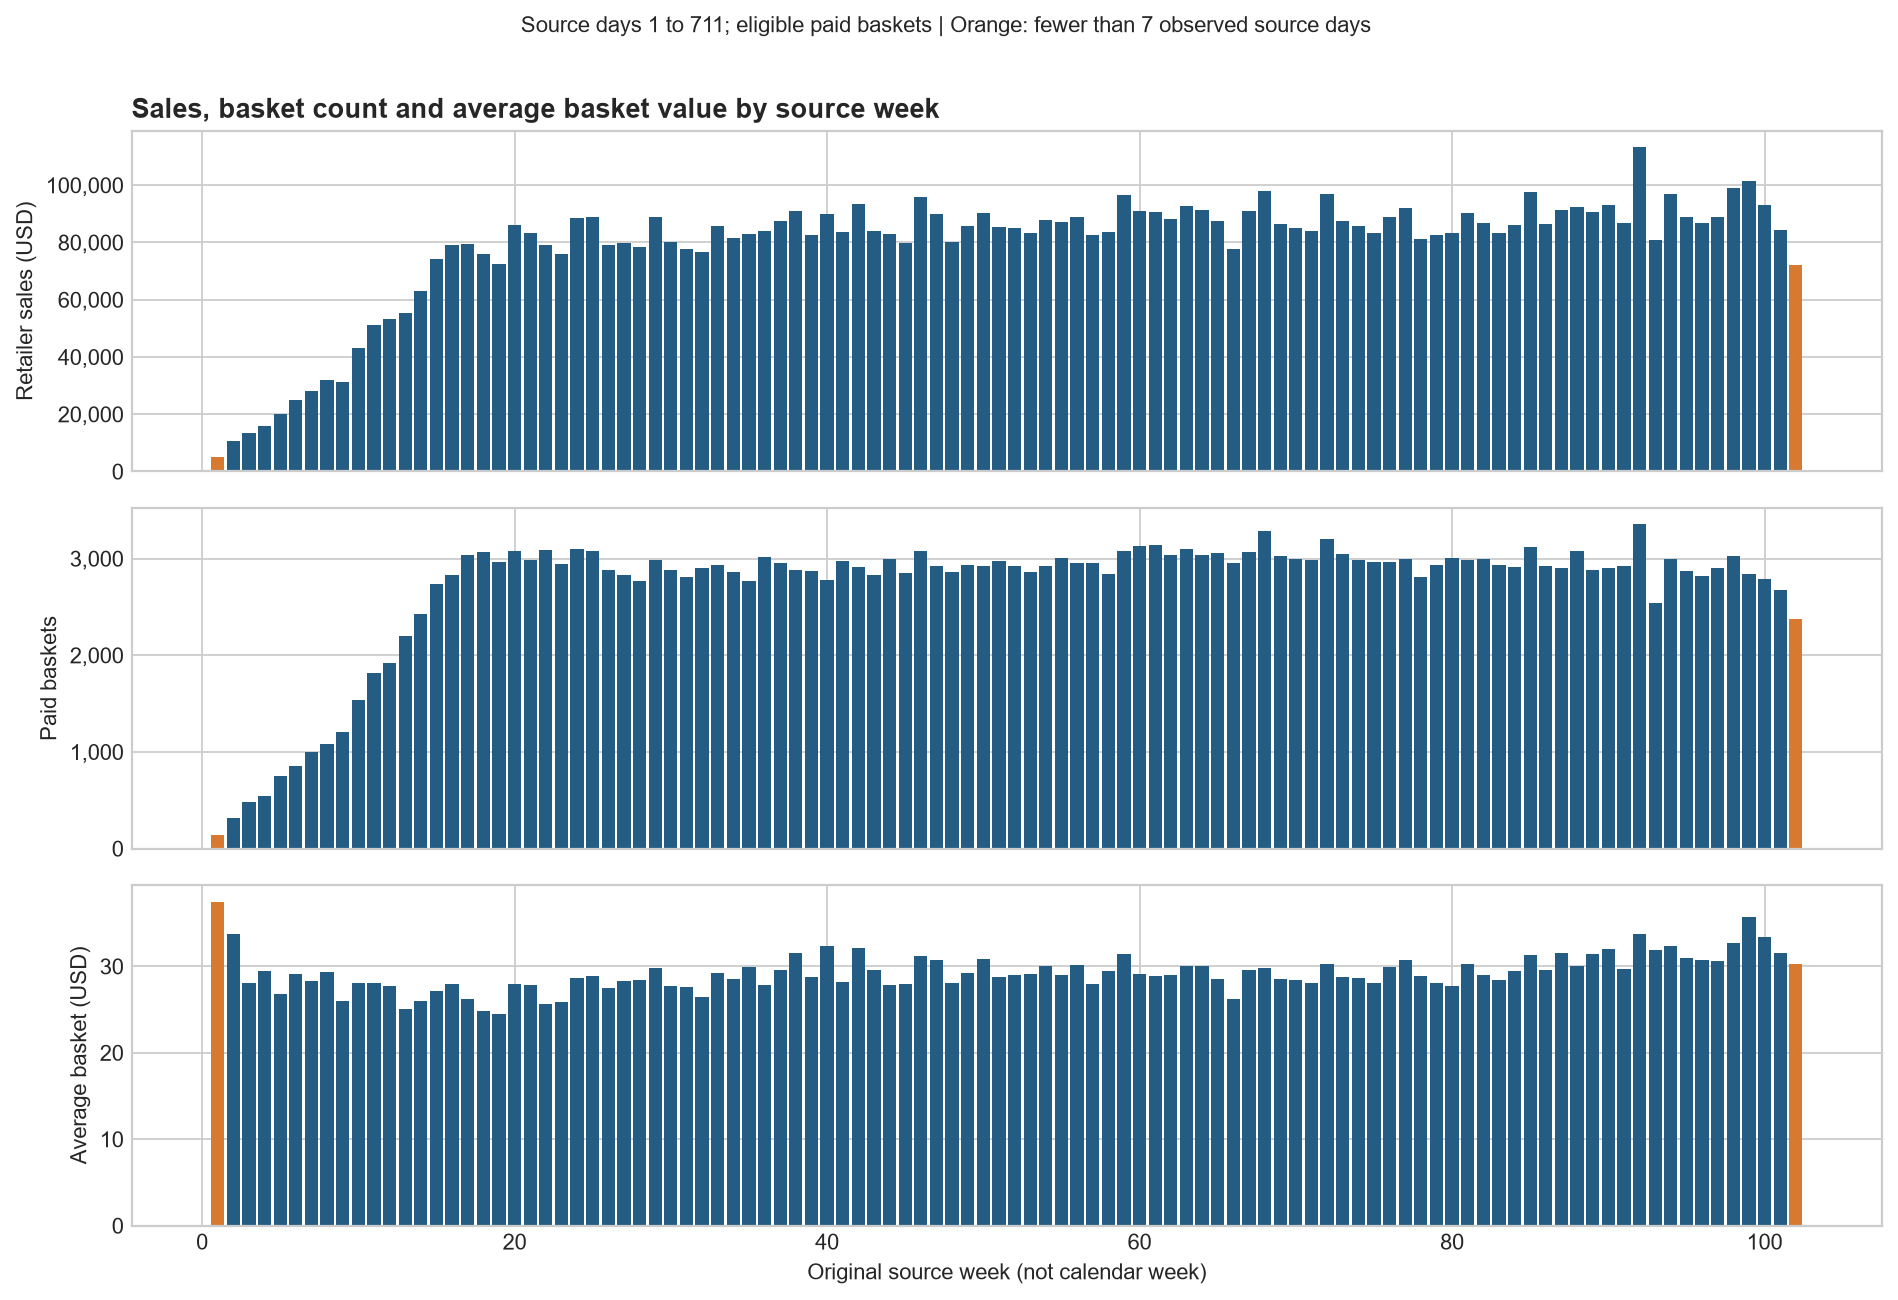 Source days 1 to 711; eligible paid baskets | Orange: fewer than 7 observed source days
Sales, basket count and average basket value by source week
Retailer sales (USD)
100,000
80,000
60,000
40,000
20,000
0
Paid baskets
3,000
2,000
1,000
0
Average basket (USD)
30
20
10
0
0 20 40 60 80 100
Original source week (not calendar week)